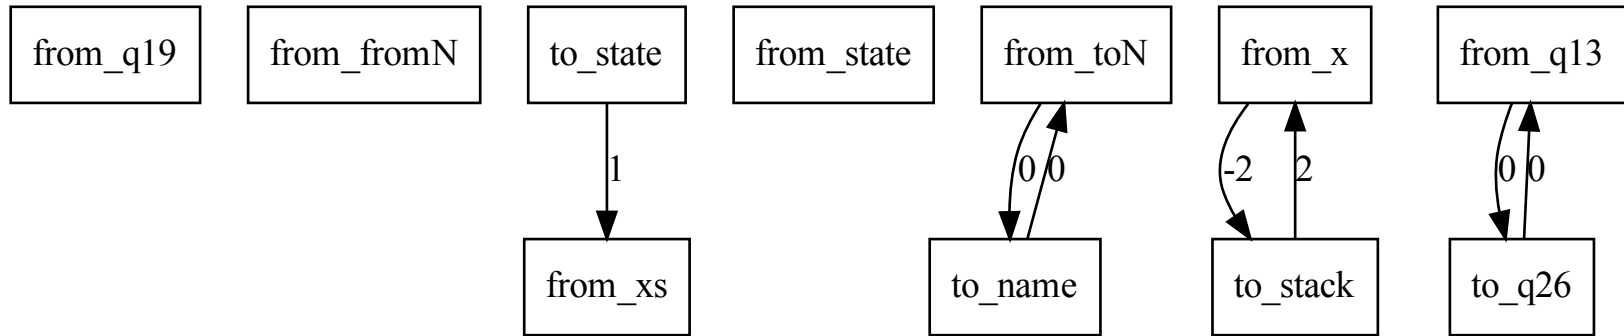 from_q19
from_fromN
to_state
from_state
from_toN
from_x
from_q13
1
0
0
-2
2
0
0
from_xs
to_name
to_stack
to_q26